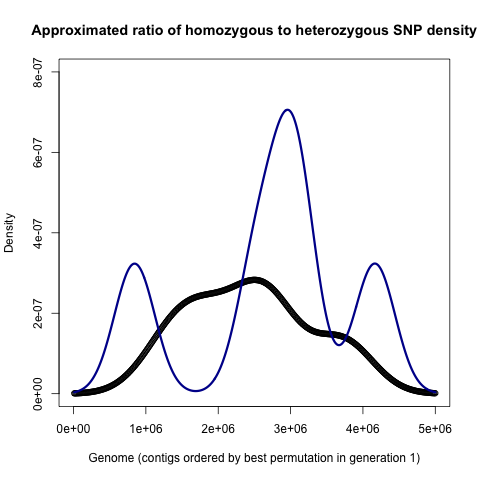 Approximated ratio of homozygous to heterozygous SNP density
8e-07
6e-07
4e-07
2e-07
0e+00
Density
0e+00 1e+06 2e+06 3e+06 4e+06 5e+06
Genome (contigs ordered by best permutation in generation 1)